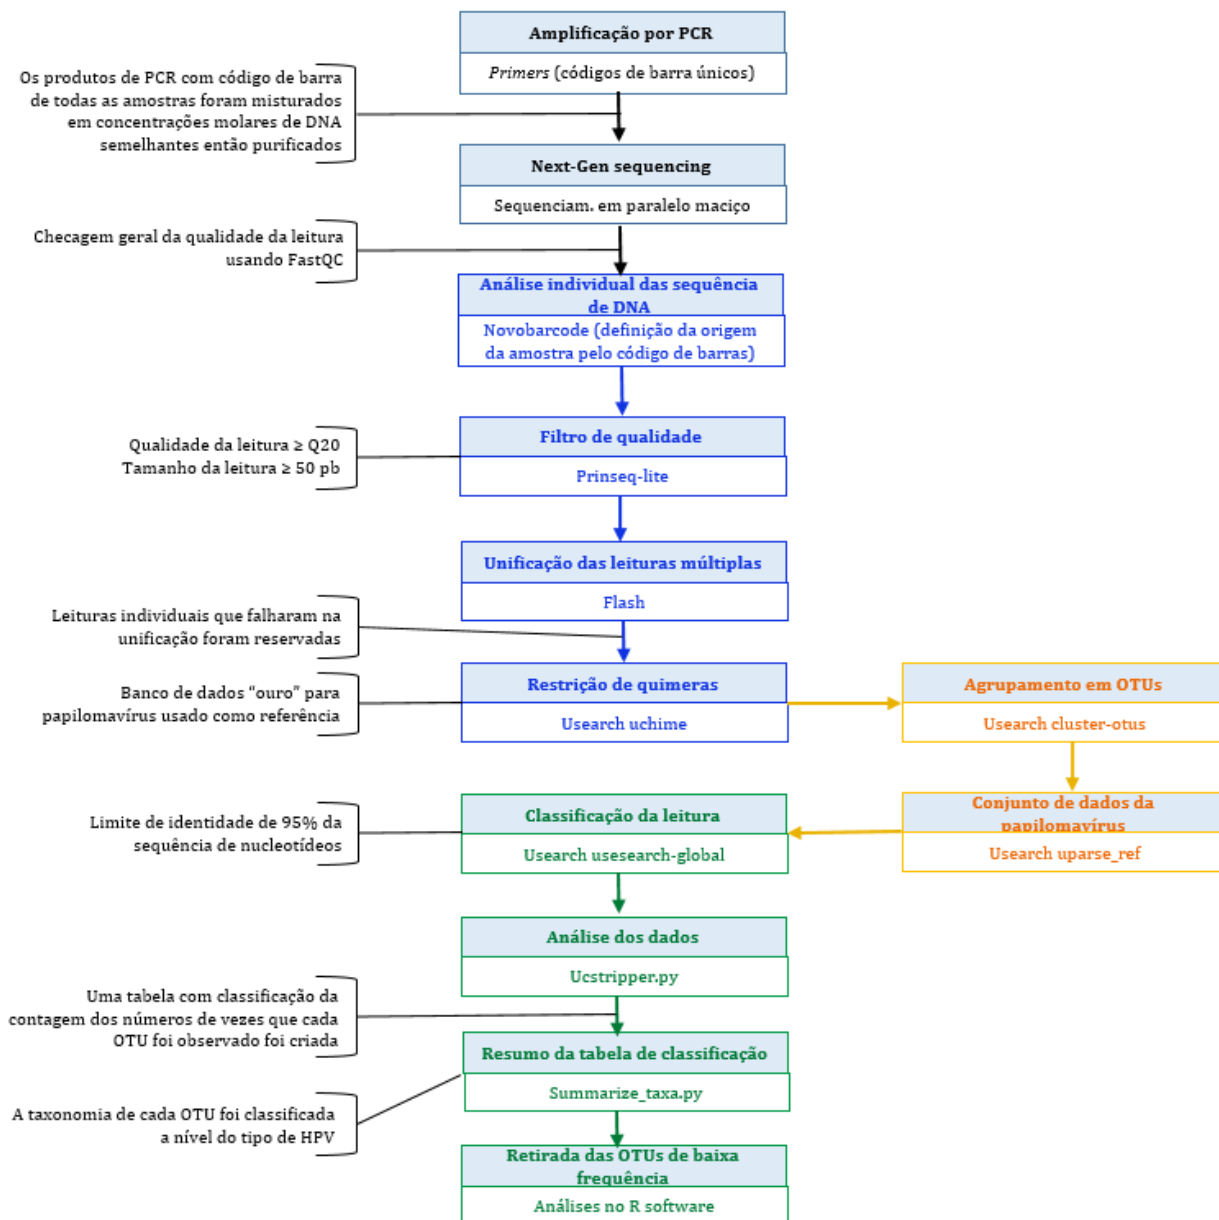 Amplificação por PCR
Primers (códigos de barra únicos)
Os produtos de PCR com código de barra
de todas as amostras foram misturados
em concentrações molares de DNA
semelhantes então purificados
Next-Gen sequencing
Sequenciam. em paralelo maciço
Checagem geral da qualidade da leitura
usando FastQC
Análise individual das sequência
de DNA
Novobarcode (definição da origem
da amostra pelo código de barras)
Filtro de qualidade
Prinseq-lite
Qualidade da leitura ≥ Q20
Tamanho da leitura ≥ 50 pb
Unificação das leituras múltiplas
Flash
Leituras individuais que falharam na
unificação foram reservadas
Restrição de quimeras
Usearch uchime
Banco de dados “ouro” para
papilomavírus usado como referência
Agrupamento em OTUs
Usearch cluster-otus
Conjunto de dados da
papilomavírus
Usearch uparse_ref
Classificação da leitura
Usearch usesearch-global
Limite de identidade de 95% da
sequência de nucleotídeos
Análise dos dados
Ucstripper.py
Uma tabela com classificação da
contagem dos números de vezes que cada
OTU foi observado foi criada
Resumo da tabela de classificação
Summarize_taxa.py
A taxonomia de cada OTU foi classificada
a nível do tipo de HPV
Retirada das OTUs de baixa
frequência
Análises no R software